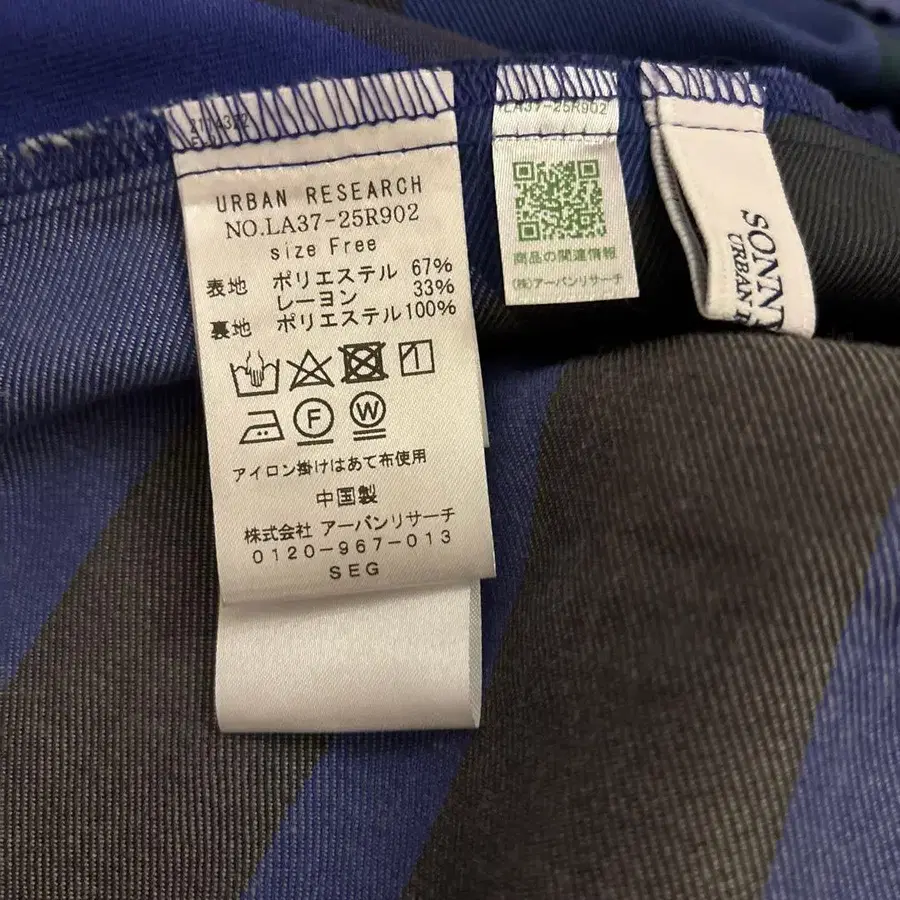 URBAN RESEARCH
NO.LA37-25R902
size Free
表地 ポリエステル 67%
レーヨン 33%
裏地 ポリエステル 100%
アイロン掛けはあて布使用
中国製
株式会社 アーバンリサーチ
0120-967-013
SEG
LA37-25R902
商品の関連情報
(株)アーバンリサーチ
SONN
URBAN